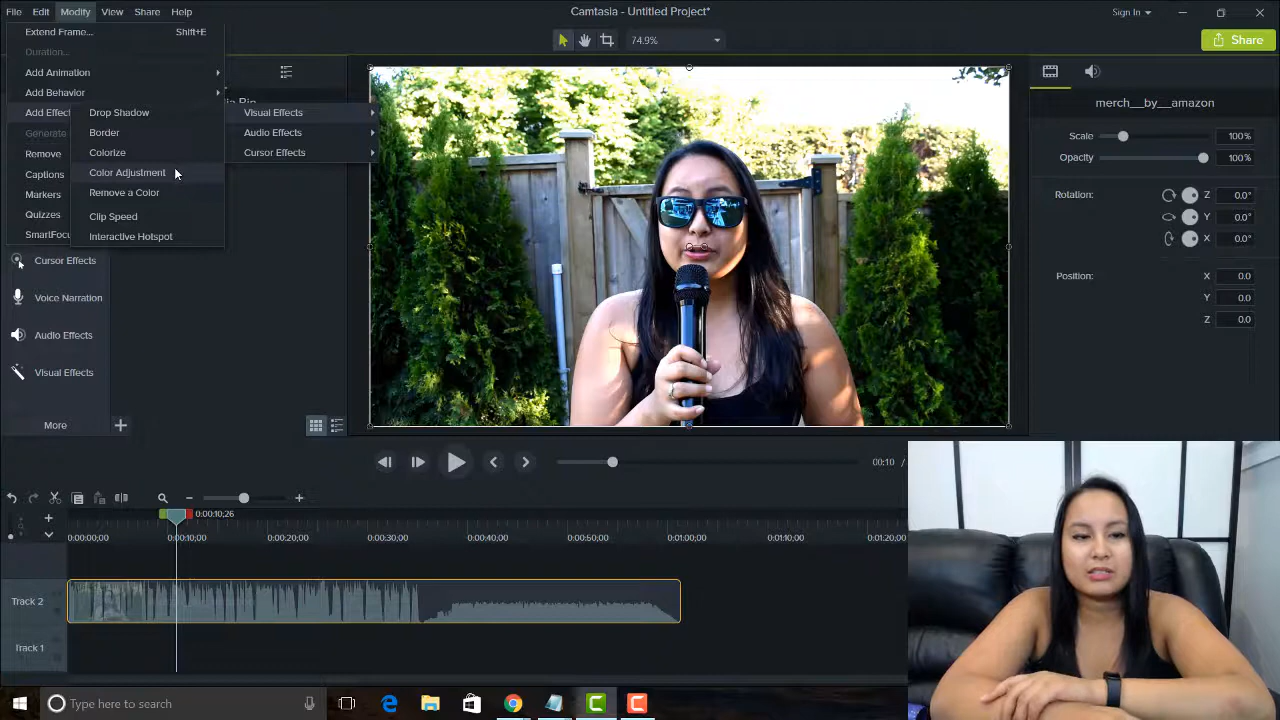 File Edit Modify View Share Help
Camtasia - Untitled Project*
Sign In
Extend Frame... Shift+E
Duration...
Add Animation
Add Behavior
Add Effect
Generate
Remove
Captions
Markers
Quizzes
SmartFocu
Drop Shadow
Border
Colorize
Color Adjustment
Remove a Color
Clip Speed
Interactive Hotspot
Visual Effects
Audio Effects
Cursor Effects
74.9%
Share
merch__by__amazon
Scale 100%
Opacity 100%
Rotation: Z 0.0°
Y 0.0°
X 0.0°
Position: X 0.0
Y 0.0
Z 0.0
Cursor Effects
Voice Narration
Audio Effects
Visual Effects
More
00:10 /
0:00:10;26
0:00:00;00 0:00:10;00 0:00:20;00 0:00:30;00 0:00:40;00 0:00:50;00 0:01:00;00 0:01:10;00 0:01:20;00
Track 2
Track 1
Type here to search